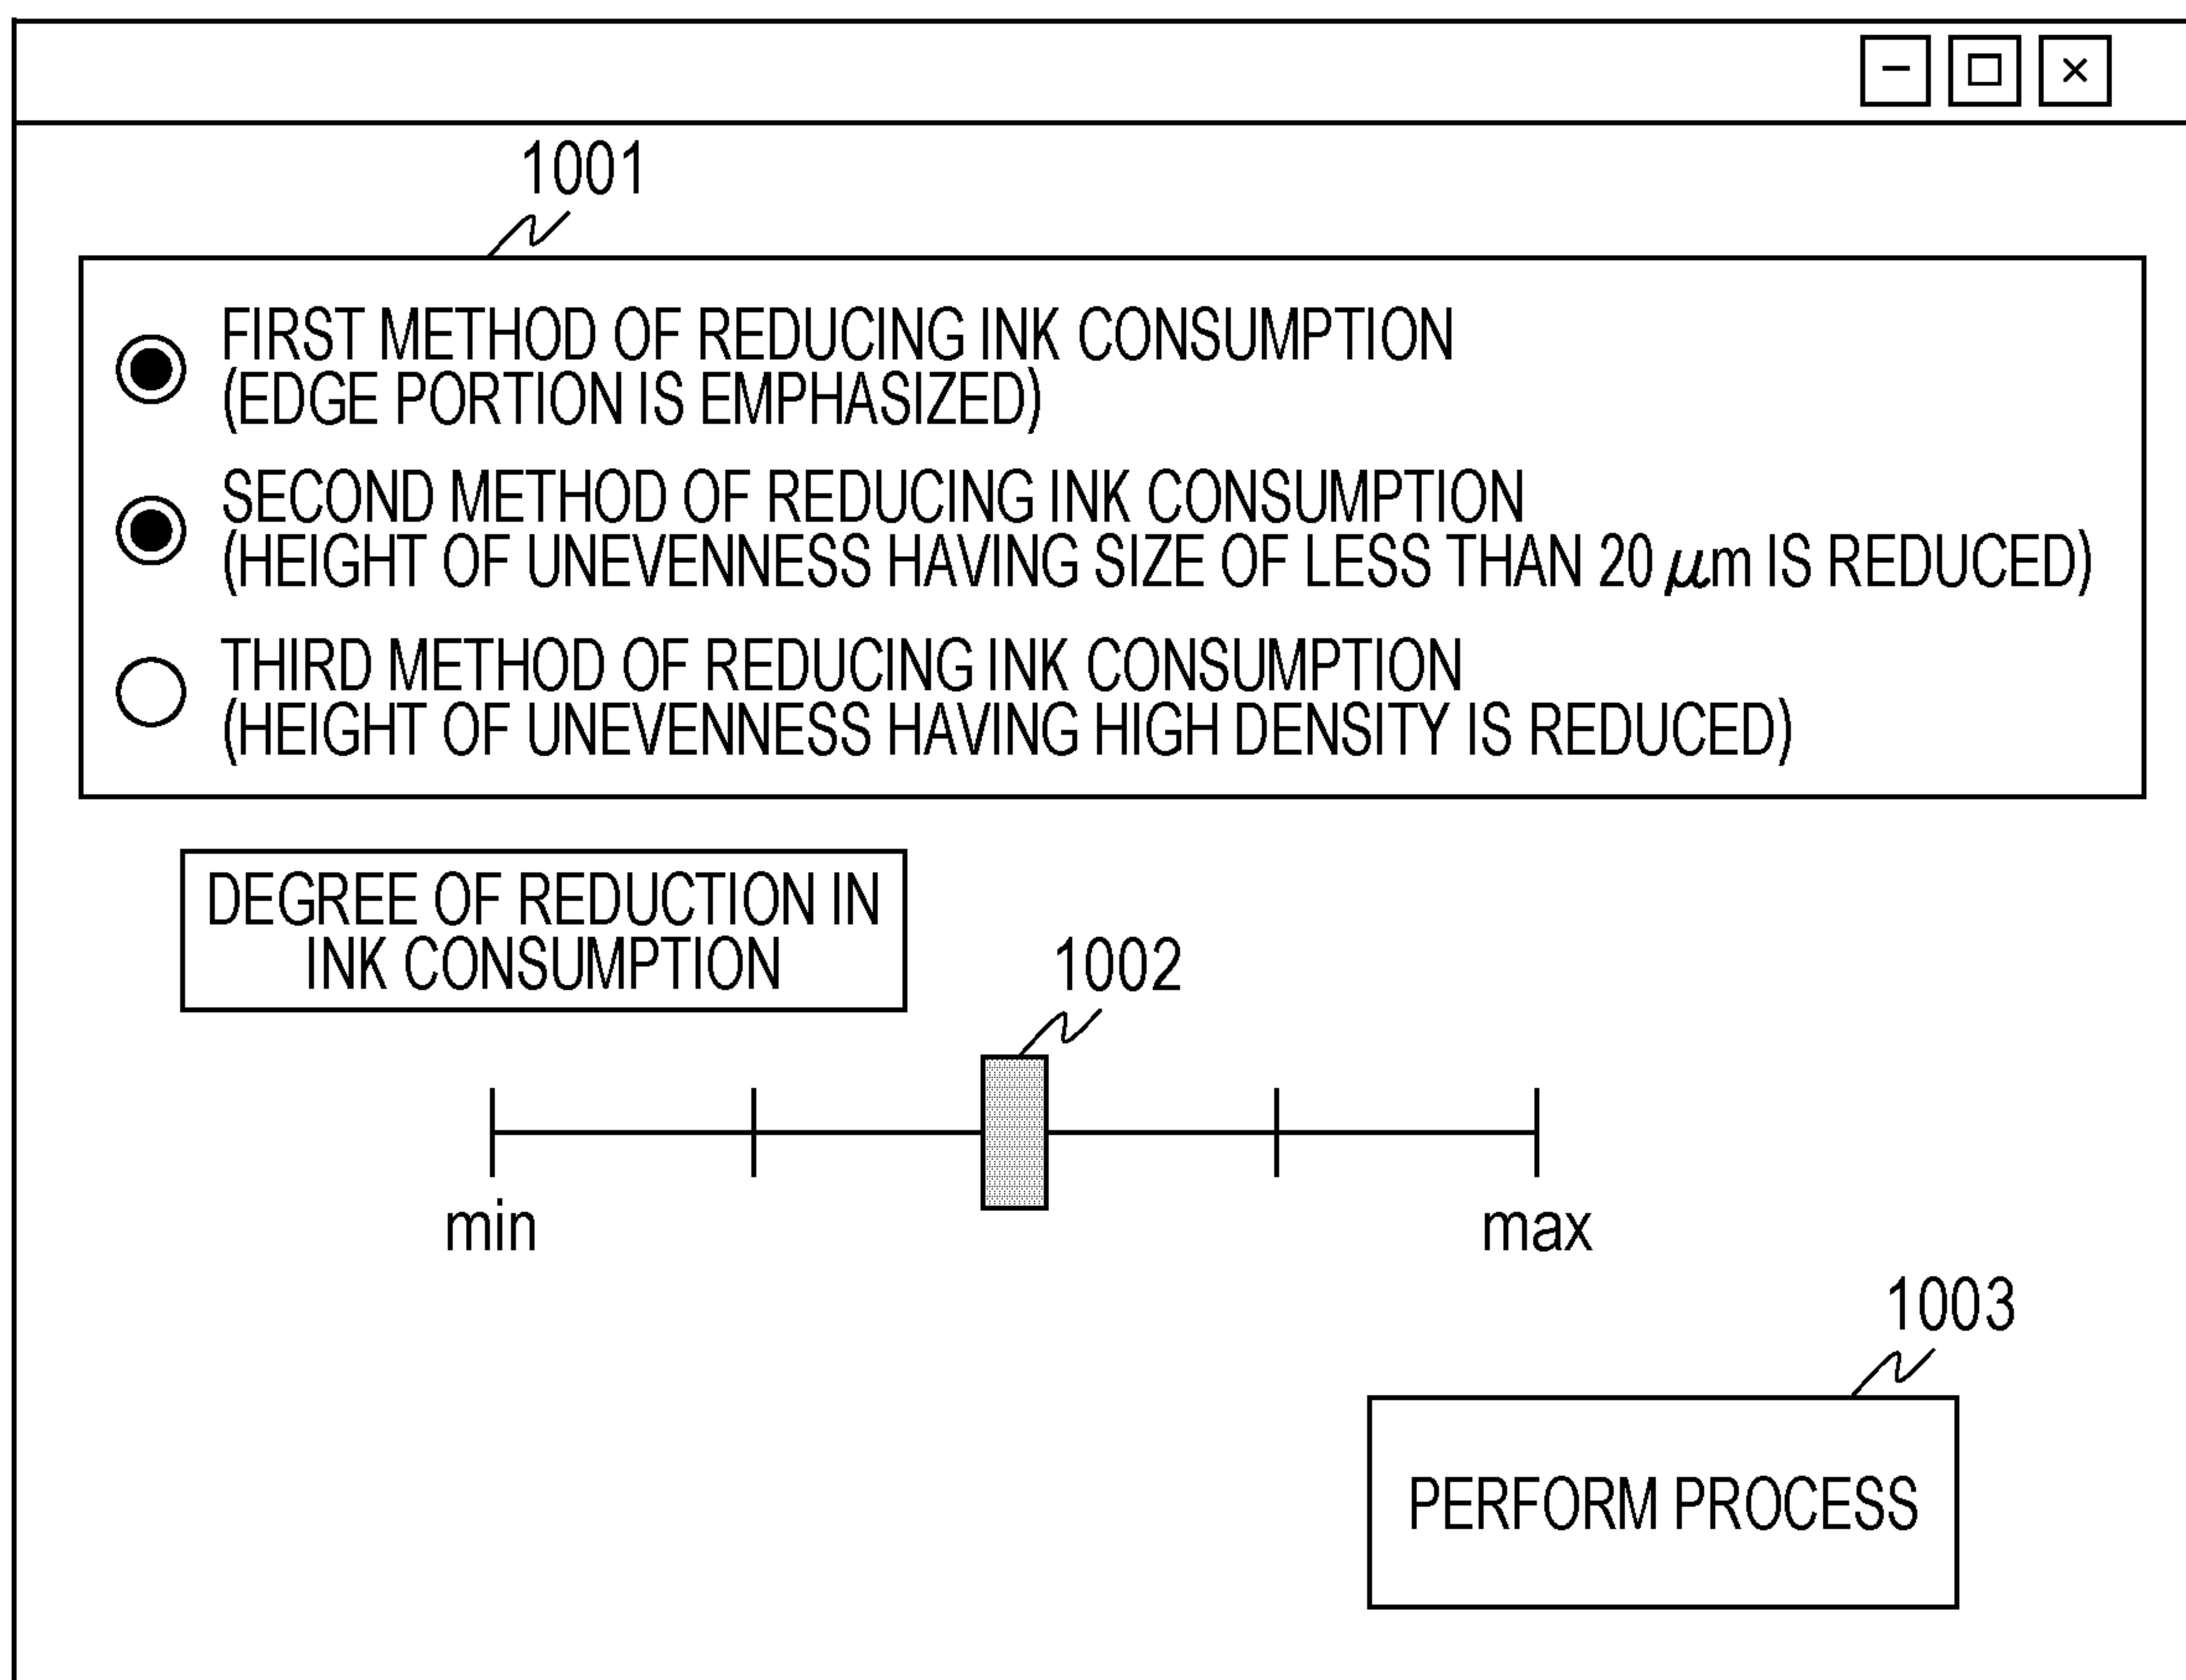 1001
FIRST METHOD OF REDUCING INK CONSUMPTION
(EDGE PORTION IS EMPHASIZED)
SECOND METHOD OF REDUCING INK CONSUMPTION
(HEIGHT OF UNEVENNESS HAVING SIZE OF LESS THAN 20 μm IS REDUCED)
THIRD METHOD OF REDUCING INK CONSUMPTION
(HEIGHT OF UNEVENNESS HAVING HIGH DENSITY IS REDUCED)
DEGREE OF REDUCTION IN
INK CONSUMPTION
1002
min
max
1003
PERFORM PROCESS